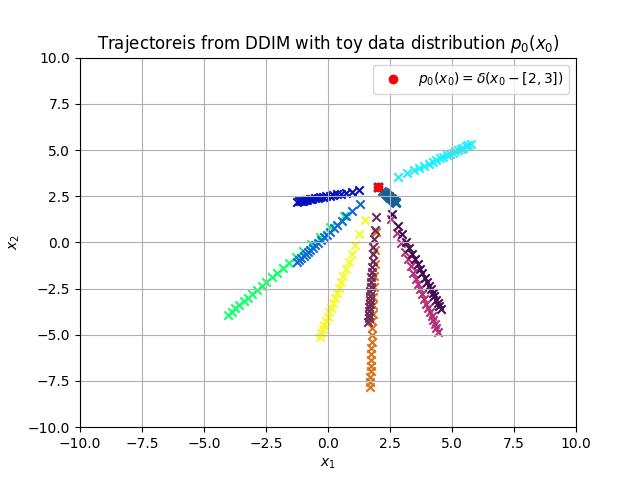 Trajectoreis from DDIM with toy data distribution p₀(x₀)
p₀(x₀) = δ(x₀ − [2, 3])
10.0
7.5
5.0
2.5
0.0
−2.5
−5.0
−7.5
−10.0
x₂
−10.0 −7.5 −5.0 −2.5 0.0 2.5 5.0 7.5 10.0
x₁